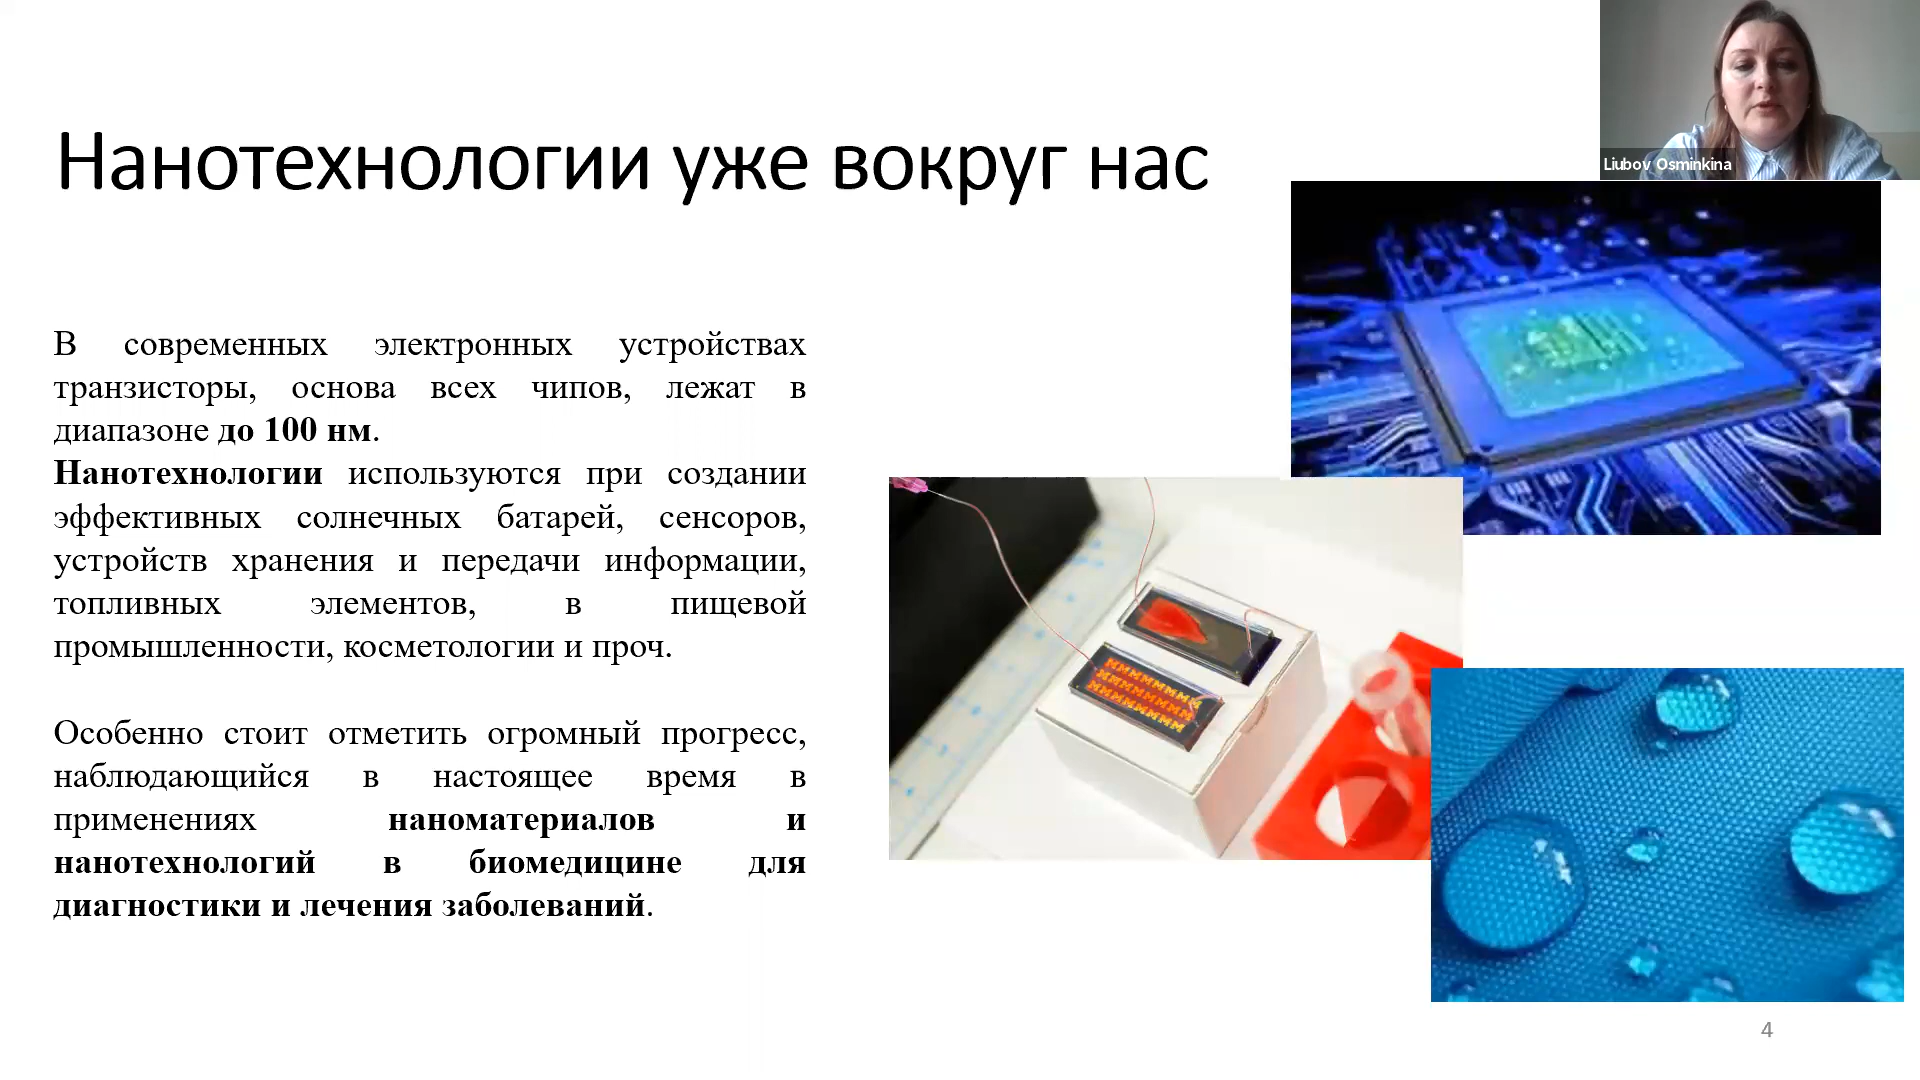 Liubov Osminkina
Нанотехнологии уже вокруг нас
В современных электронных устройствах
транзисторы, основа всех чипов, лежат в
диапазоне до 100 нм.
Нанотехнологии используются при создании
эффективных солнечных батарей, сенсоров,
устройств хранения и передачи информации,
топливных элементов, в пищевой
промышленности, косметологии и проч.
Особенно стоит отметить огромный прогресс,
наблюдающийся в настоящее время в
применениях наноматериалов и
нанотехнологий в биомедицине для
диагностики и лечения заболеваний.
4